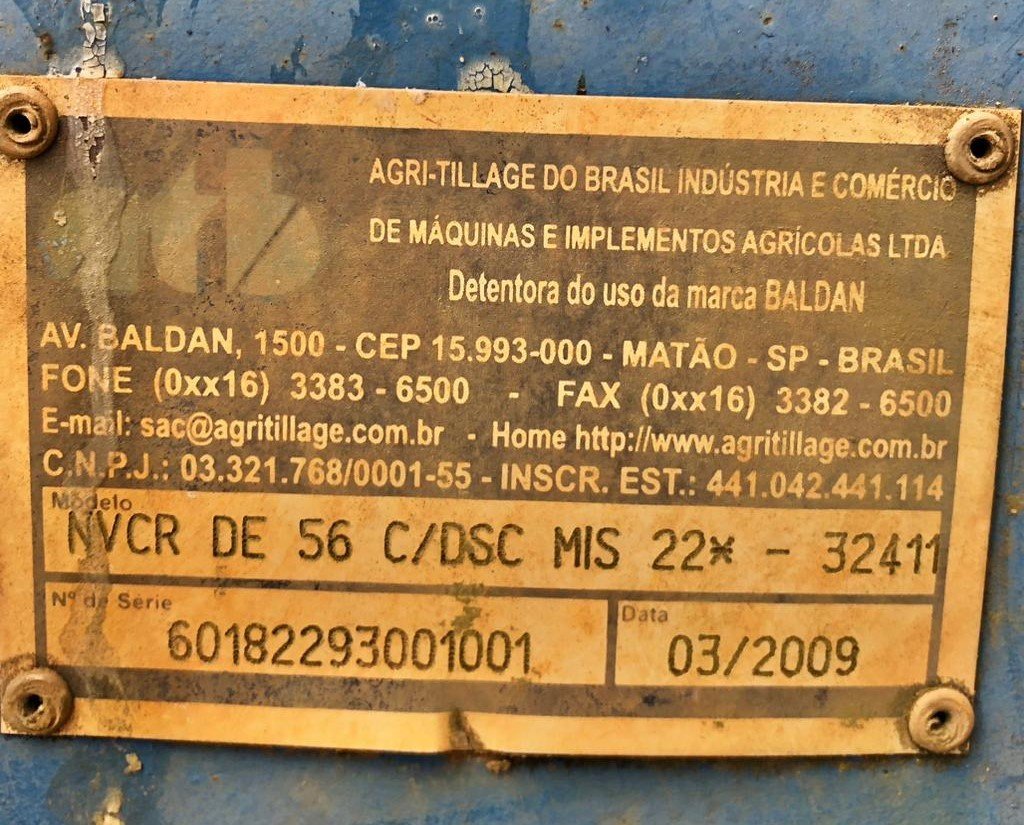 AGRI-TILLAGE DO BRASIL INDÚSTRIA E COMÉRCIO
DE MÁQUINAS E IMPLEMENTOS AGRÍCOLAS LTDA
Detentora do uso da marca BALDAN
AV. BALDAN, 1500 - CEP 15.993-000 - MATÃO - SP - BRASIL
FONE (0xx16) 3383 - 6500 - FAX (0xx16) 3382 - 6500
E-mail: sac@agritillage.com.br - Home http://www.agritillage.com.br
C.N.P.J.: 03.321.768/0001-55 - INSCR. EST.: 441.042.441.114
Modelo
NVCR DE 56 C/DSC MIS 22* - 32411
Nº de Série
60182293001001
Data
03/2009